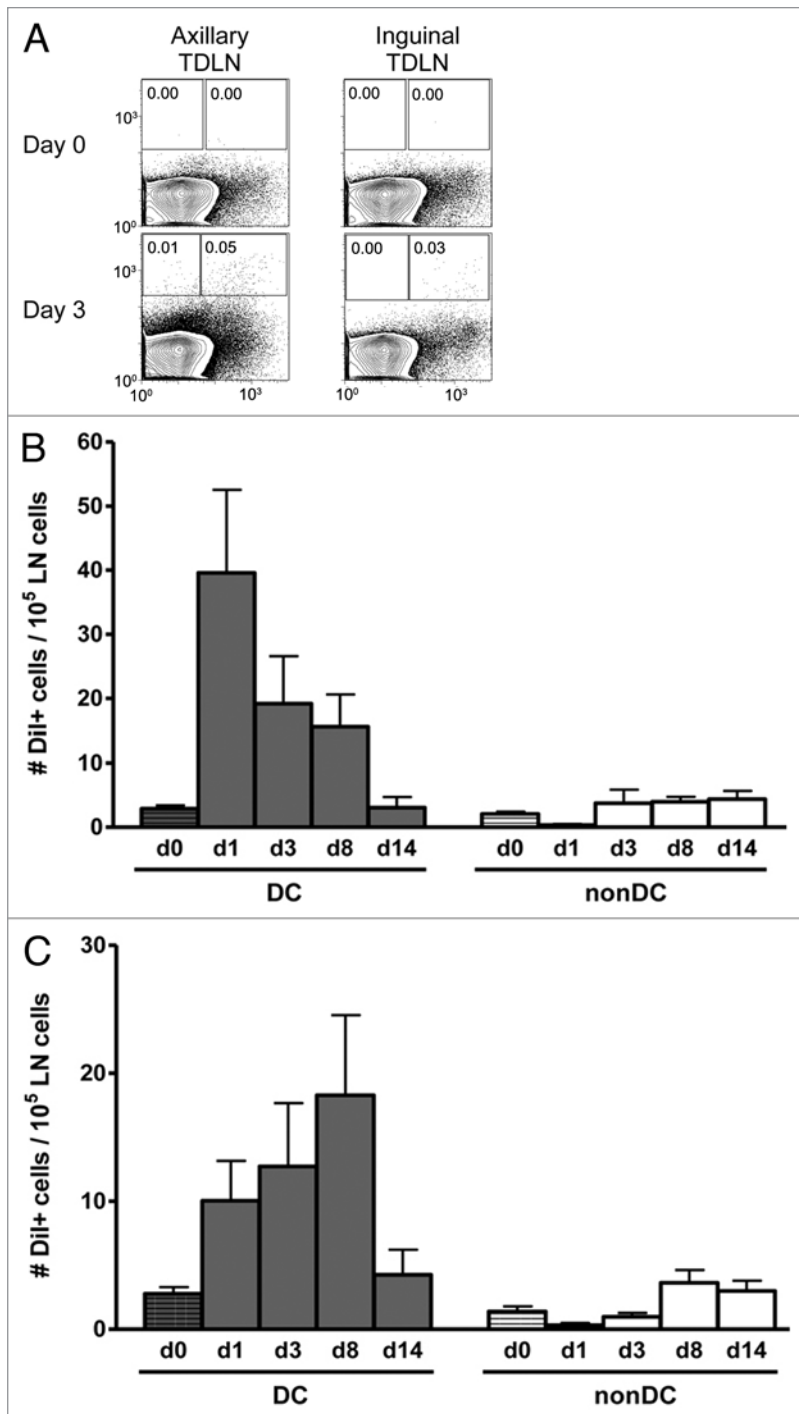 A
Axillary TDLN
Inguinal TDLN
Day 0
0.00 0.00
0.00 0.00
10³
10⁰
Day 3
0.01 0.05
0.00 0.03
10³
10⁰
10⁰ 10³
10⁰ 10³
B
# DiI+ cells / 10⁵ LN cells
60
50
40
30
20
10
0
d0 d1 d3 d8 d14
d0 d1 d3 d8 d14
DC
nonDC
C
# DiI+ cells / 10⁵ LN cells
30
20
10
0
d0 d1 d3 d8 d14
d0 d1 d3 d8 d14
DC
nonDC